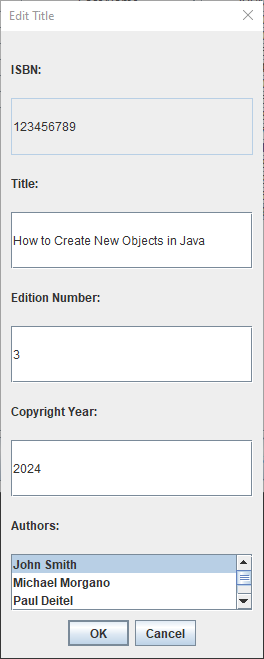 Edit Title
ISBN:
123456789
Title:
How to Create New Objects in Java
Edition Number:
3
Copyright Year:
2024
Authors:
John Smith
Michael Morgano
Paul Deitel
OK Cancel